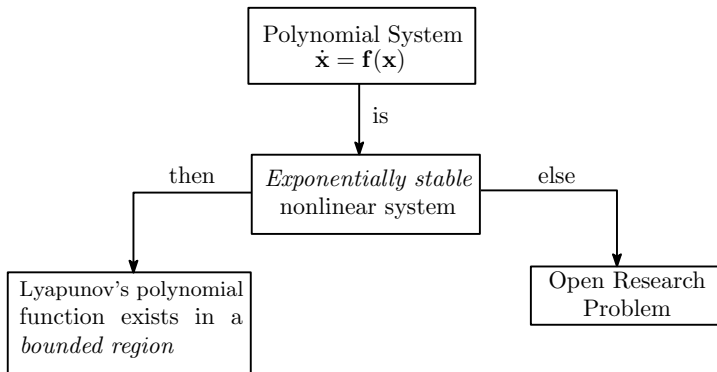 Polynomial System
ẋ = f(x)
is
Exponentially stable
nonlinear system
then
else
Lyapunov's polynomial
function exists in a
bounded region
Open Research
Problem